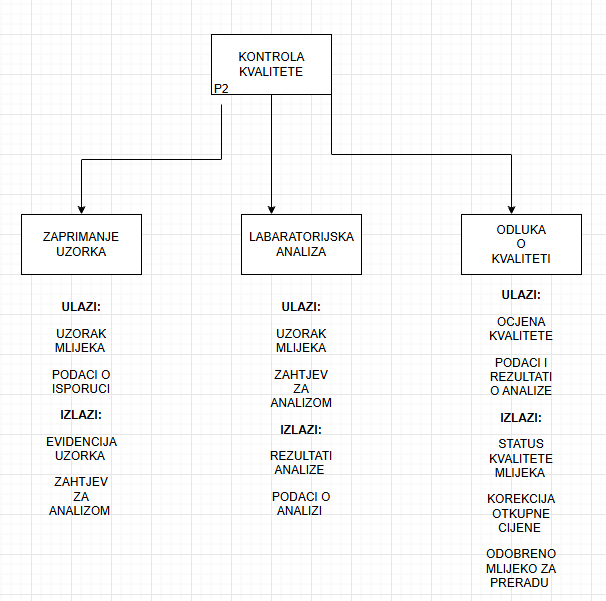 KONTROLA
KVALITETE
P2
ZAPRIMANJE
UZORKA
LABARATORIJSKA
ANALIZA
ODLUKA
O
KVALITETI
ULAZI:
UZORAK
MLIJEKA
PODACI O
ISPORUCI
IZLAZI:
EVIDENCIJA
UZORKA
ZAHTJEV
ZA
ANALIZOM
ULAZI:
UZORAK
MLIJEKA
ZAHTJEV
ZA
ANALIZOM
IZLAZI:
REZULTATI
ANALIZE
PODACI O
ANALIZI
ULAZI:
OCJENA
KVALITETE
PODACI I
REZULTATI
O ANALIZE
IZLAZI:
STATUS
KVALITETE
MLIJEKA
KOREKCIJA
OTKUPNE
CIJENE
ODOBRENO
MLIJEKO ZA
PRERADU